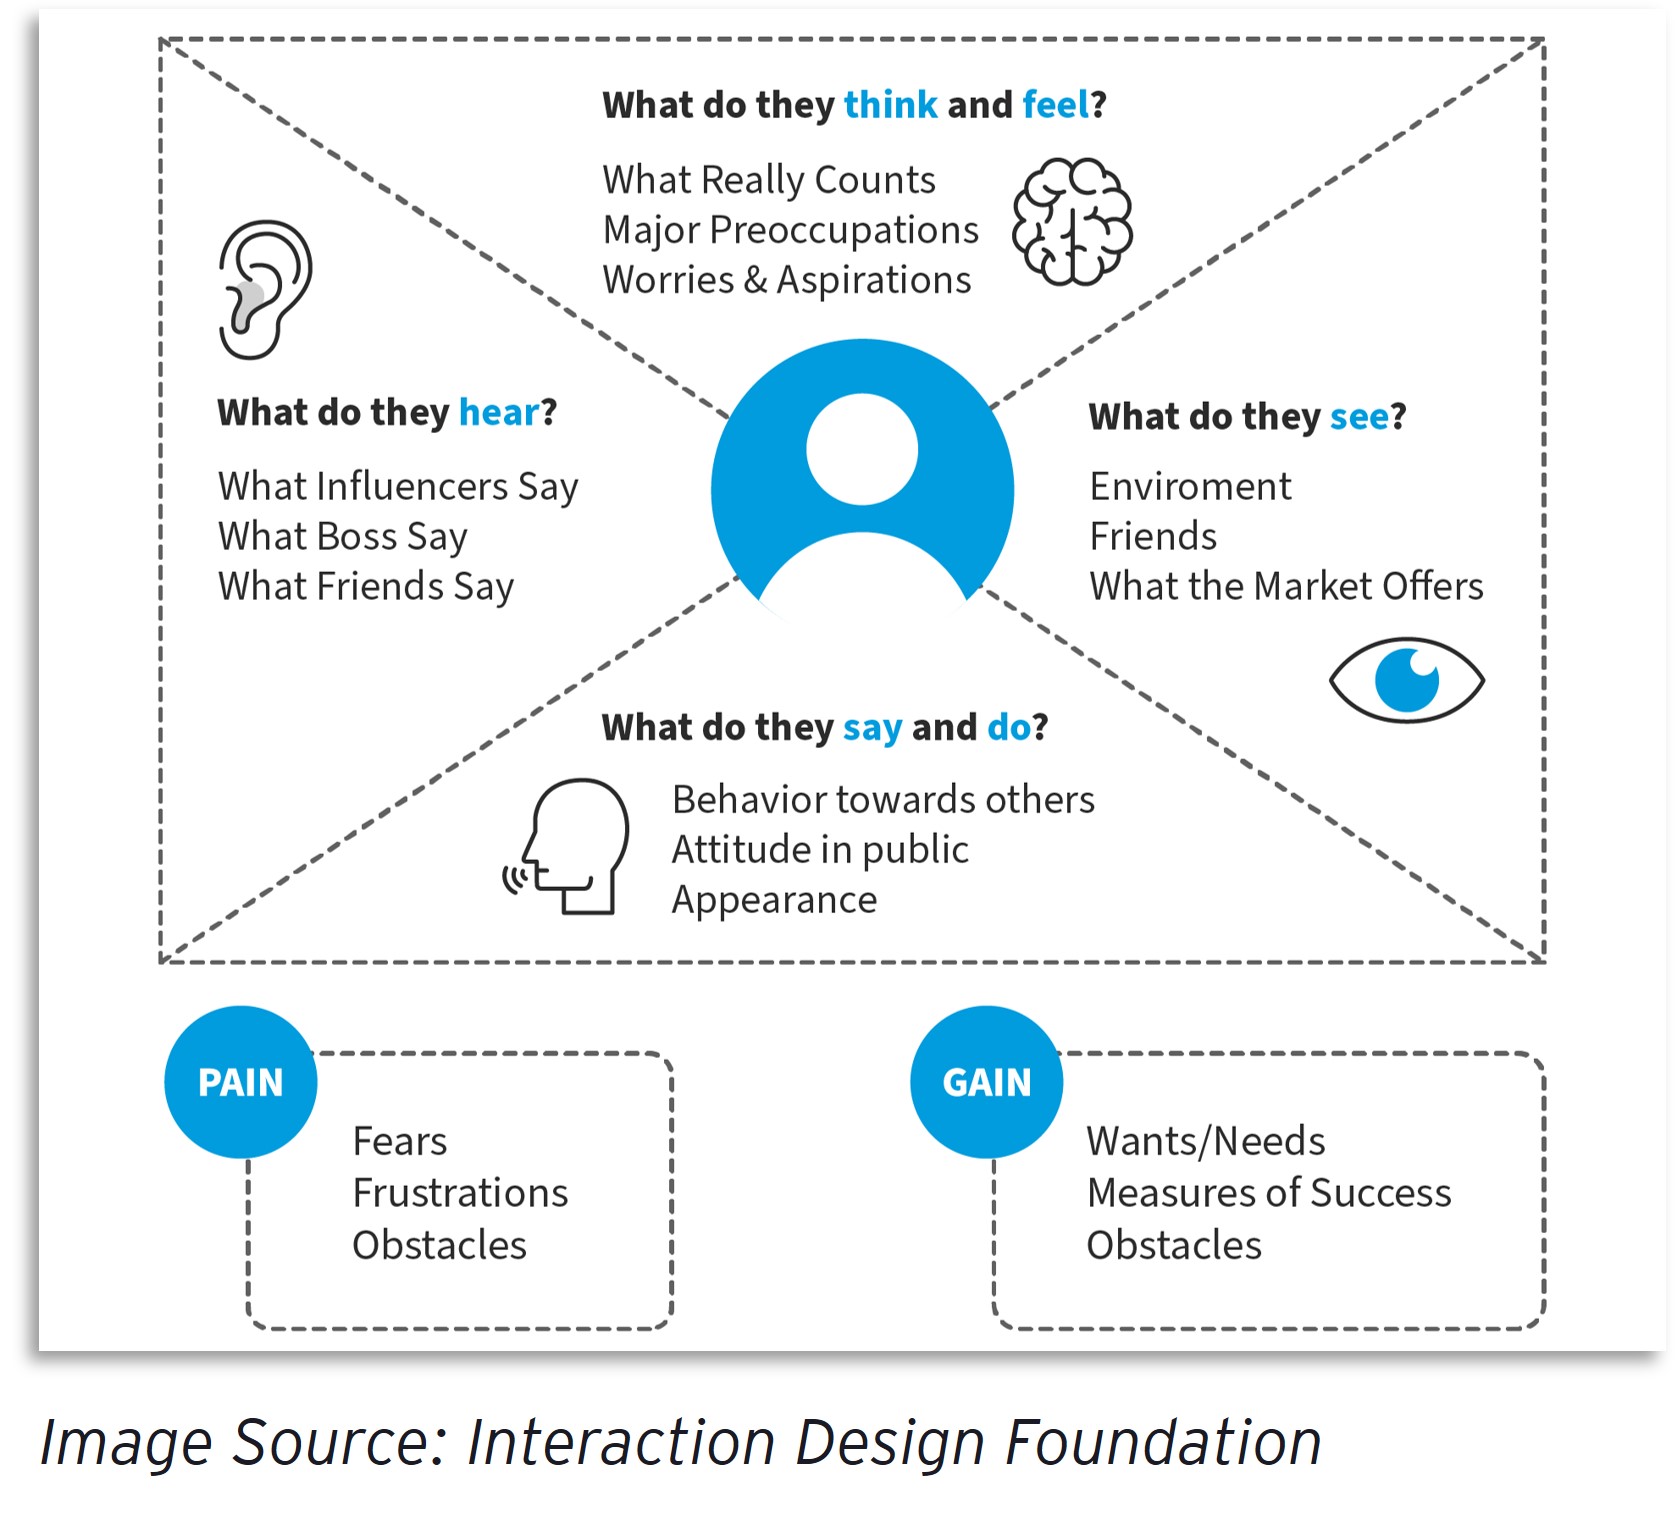 What do they think and feel?
What Really Counts
Major Preoccupations
Worries & Aspirations
What do they hear?
What Influencers Say
What Boss Say
What Friends Say
What do they see?
Enviroment
Friends
What the Market Offers
What do they say and do?
Behavior towards others
Attitude in public
Appearance
PAIN
Fears
Frustrations
Obstacles
GAIN
Wants/Needs
Measures of Success
Obstacles
Image Source: Interaction Design Foundation